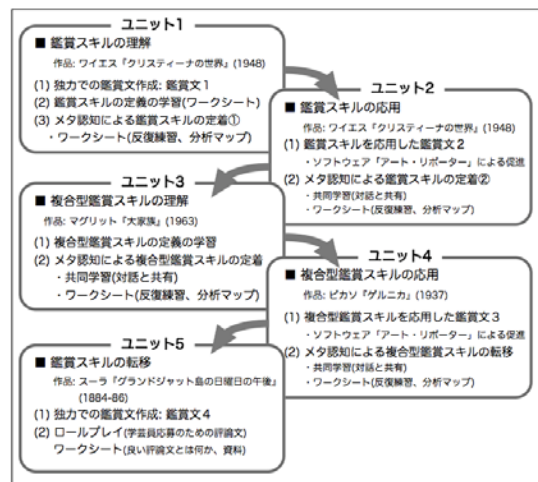 ユニット1
■ 鑑賞スキルの理解
作品: ワイエス『クリスティーナの世界』(1948)
(1) 独力での鑑賞文作成: 鑑賞文1
(2) 鑑賞スキルの定義の学習(ワークシート)
(3) メタ認知による鑑賞スキルの定着①
・ワークシート(反復練習、分析マップ)
ユニット2
■ 鑑賞スキルの応用
作品: ワイエス『クリスティーナの世界』(1948)
(1) 鑑賞スキルを応用した鑑賞文2
・ソフトウェア「アート・リポーター」による促進
(2) メタ認知による鑑賞スキルの定着②
・共同学習(対話と共有)
・ワークシート(反復練習、分析マップ)
ユニット3
■ 複合型鑑賞スキルの理解
作品: マグリット『大家族』(1963)
(1) 複合型鑑賞スキルの定義の学習
(2) メタ認知による複合型鑑賞スキルの定着
・共同学習(対話と共有)
・ワークシート(反復練習、分析マップ)
ユニット4
■ 複合型鑑賞スキルの応用
作品: ピカソ『ゲルニカ』(1937)
(1) 複合型鑑賞スキルを応用した鑑賞文3
・ソフトウェア「アート・リポーター」による促進
(2) メタ認知による複合型鑑賞スキルの転移
・共同学習(対話と共有)
・ワークシート(反復練習、分析マップ)
ユニット5
■ 鑑賞スキルの転移
作品: スーラ『グランドジャット島の日曜日の午後』
(1884-86)
(1) 独力での鑑賞文作成: 鑑賞文4
(2) ロールプレイ(学芸員応募のための評論文)
ワークシート(良い評論文とは何か、資料)